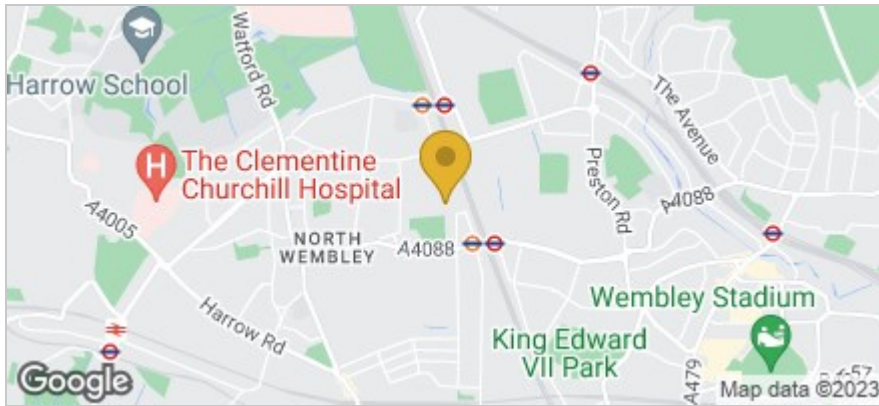 Watford Rd
Harrow School
The Avenue
H
The Clementine
Churchill Hospital
Preston Rd
A4088
A4005
NORTH
WEMBLEY
A4088
Wembley Stadium
Harrow Rd
King Edward
VII Park
A479
Google
Map data ©2023